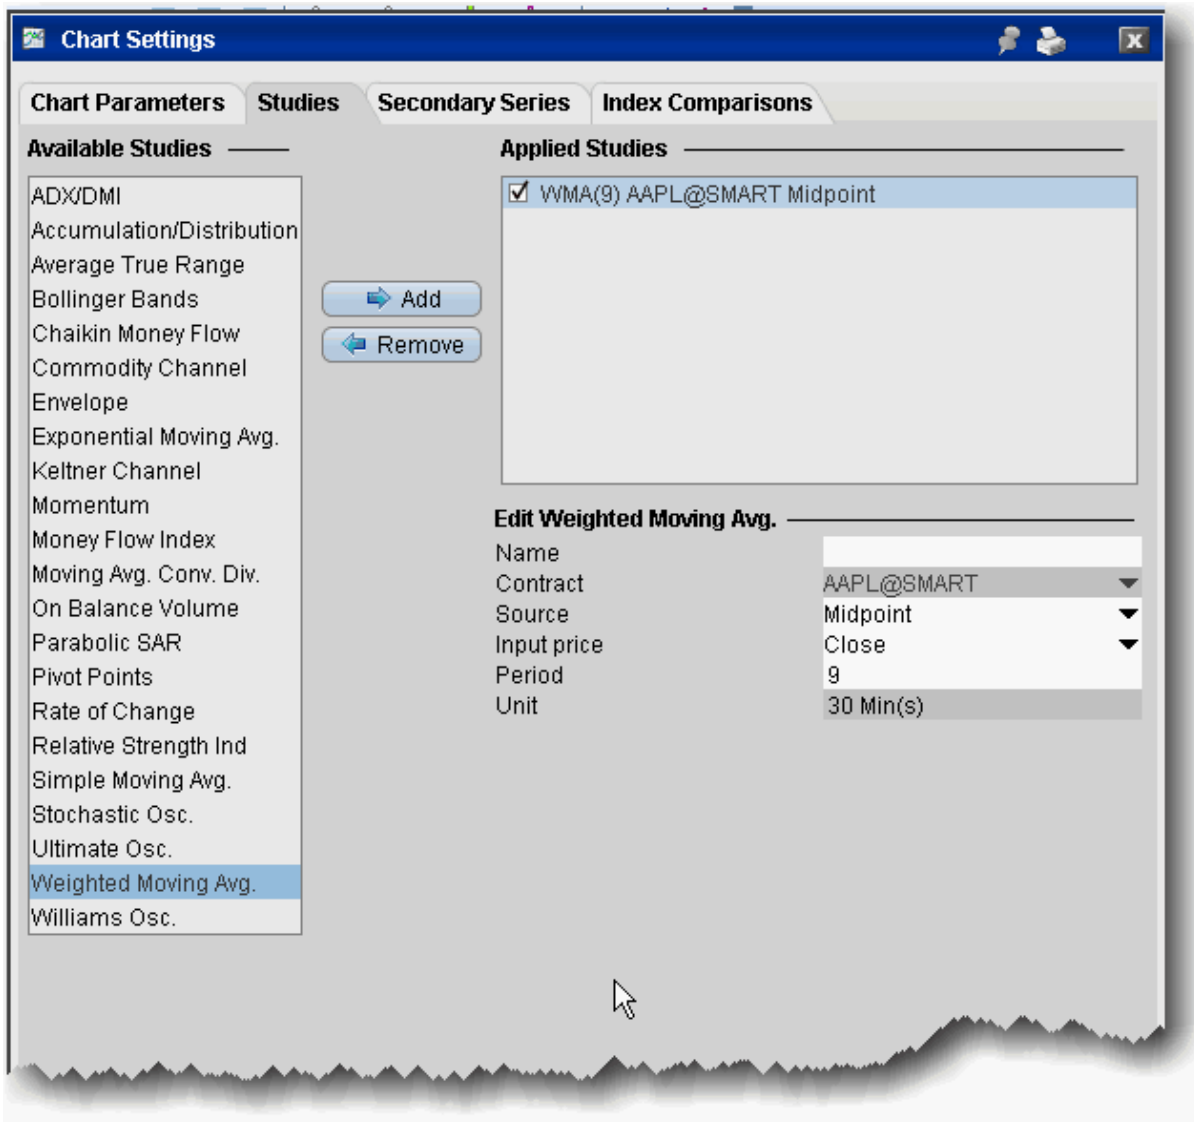 Chart Settings
Chart Parameters
Studies
Secondary Series
Index Comparisons
Available Studies
ADX/DMI
Accumulation/Distribution
Average True Range
Bollinger Bands
Chaikin Money Flow
Commodity Channel
Envelope
Exponential Moving Avg.
Keltner Channel
Momentum
Money Flow Index
Moving Avg. Conv. Div.
On Balance Volume
Parabolic SAR
Pivot Points
Rate of Change
Relative Strength Ind
Simple Moving Avg.
Stochastic Osc.
Ultimate Osc.
Weighted Moving Avg.
Williams Osc.
Add
Remove
Applied Studies
WMA(9) AAPL@SMART Midpoint
Edit Weighted Moving Avg.
Name
Contract AAPL@SMART
Source Midpoint
Input price Close
Period 9
Unit 30 Min(s)